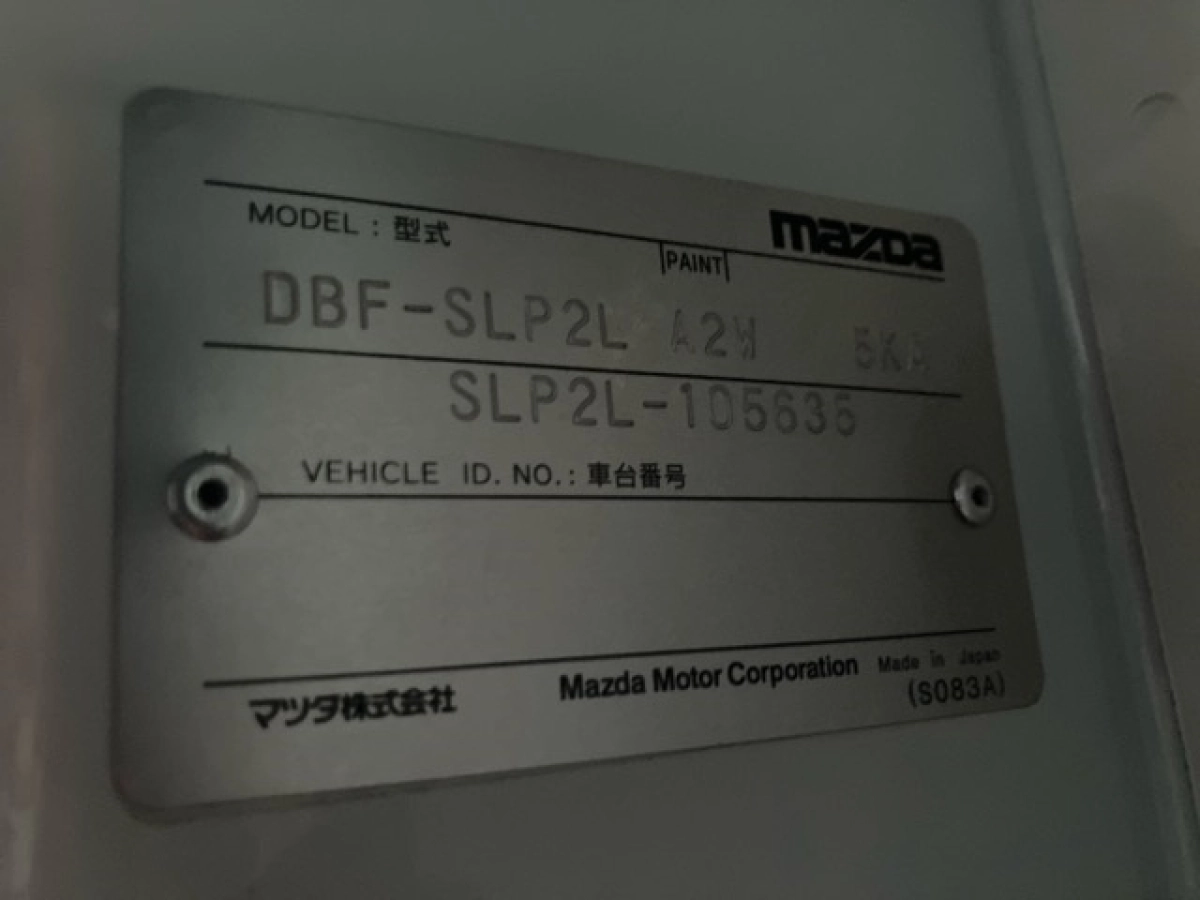 mazda
MODEL : 型式
PAINT
DBF-SLP2L A2W 5KA
SLP2L-105635
VEHICLE ID. NO. : 車台番号
マツダ株式会社 Mazda Motor Corporation Made in Japan
(S083A)